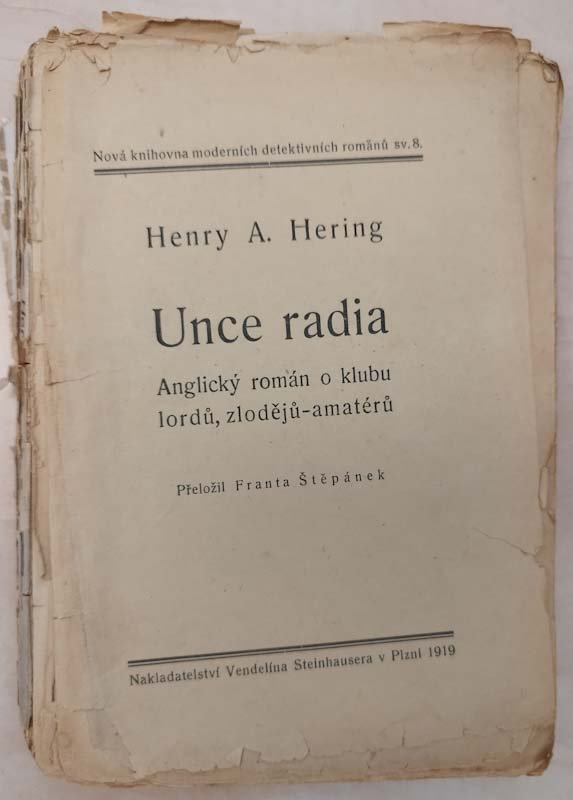 Nová knihovna moderních detektivních románů sv. 8.
Henry A. Hering
Unce radia
Anglický román o klubu
lordů, zlodějů-amatérů
Přeložil Franta Štěpánek
Nakladatelství Vendelína Steinhausera v Plzni 1919